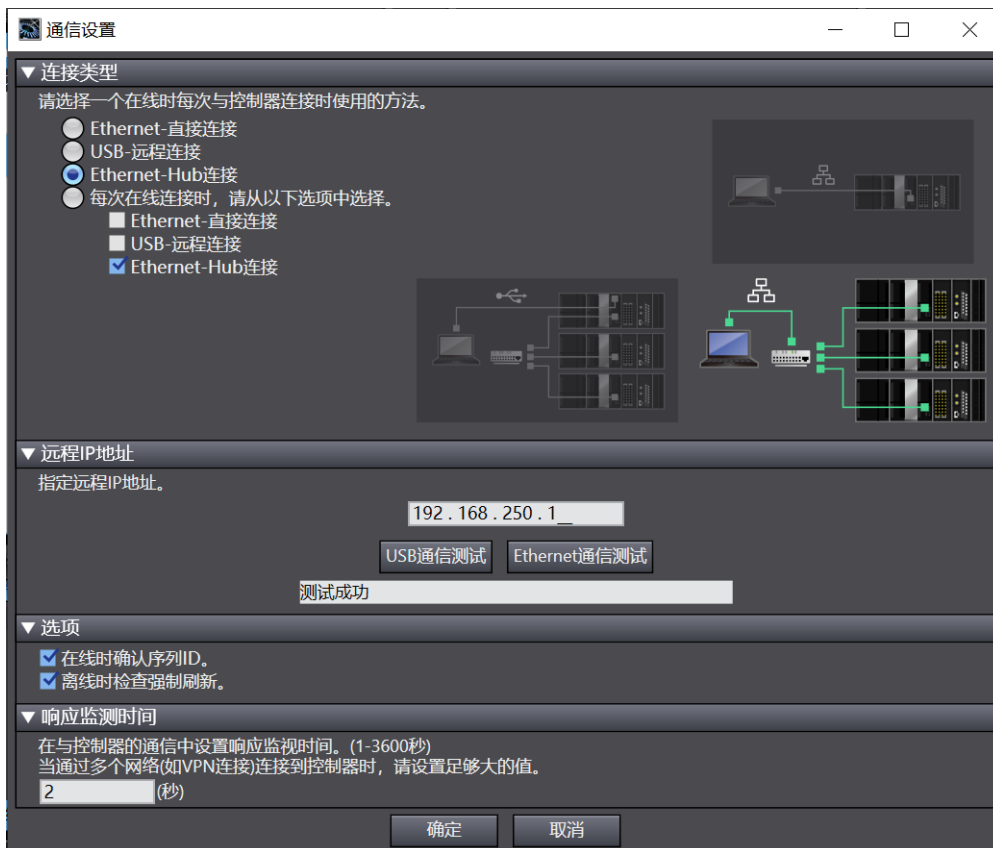 通信设置
▼ 连接类型
请选择一个在线时每次与控制器连接时使用的方法。
Ethernet-直接连接
USB-远程连接
Ethernet-Hub连接
每次在线连接时，请从以下选项中选择。
Ethernet-直接连接
USB-远程连接
Ethernet-Hub连接
▼ 远程IP地址
指定远程IP地址。
192 . 168 . 250 . 1__
USB通信测试 Ethernet通信测试
测试成功
▼ 选项
在线时确认序列ID。
离线时检查强制刷新。
▼ 响应监测时间
在与控制器的通信中设置响应监视时间。(1-3600秒)
当通过多个网络(如VPN连接)连接到控制器时，请设置足够大的值。
2 (秒)
确定 取消